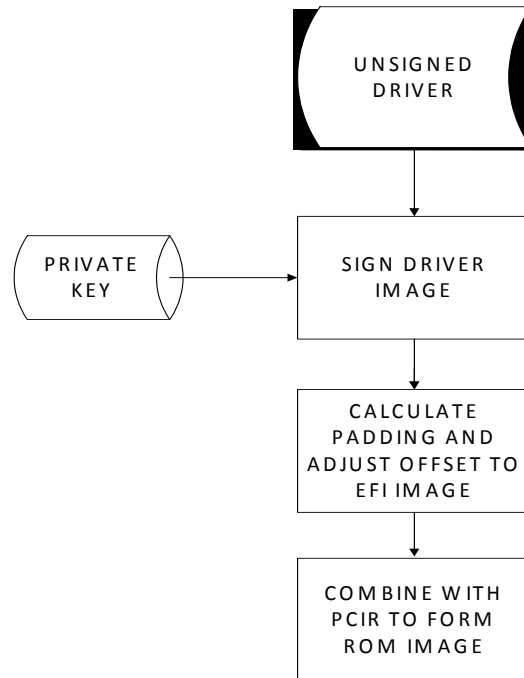 UNSIGNED
DRIVER
PRIVATE
KEY
SIGN DRIVER
IMAGE
CALCULATE
PADDING AND
ADJUST OFFSET TO
EFI IMAGE
COMBINE WITH
PCIR TO FORM
ROM IMAGE